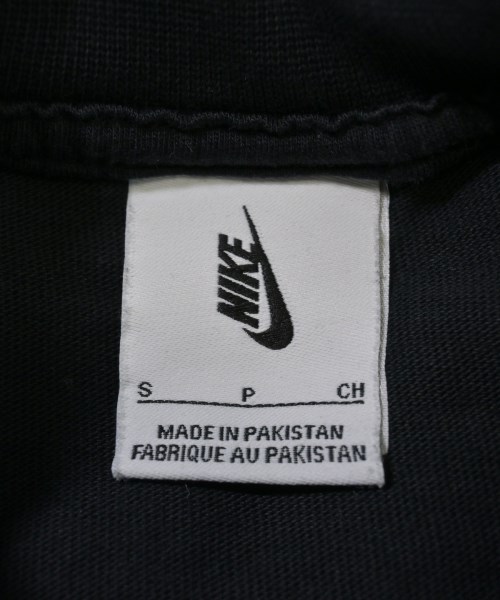 NIKE
S P CH
MADE IN PAKISTAN
FABRIQUE AU PAKISTAN